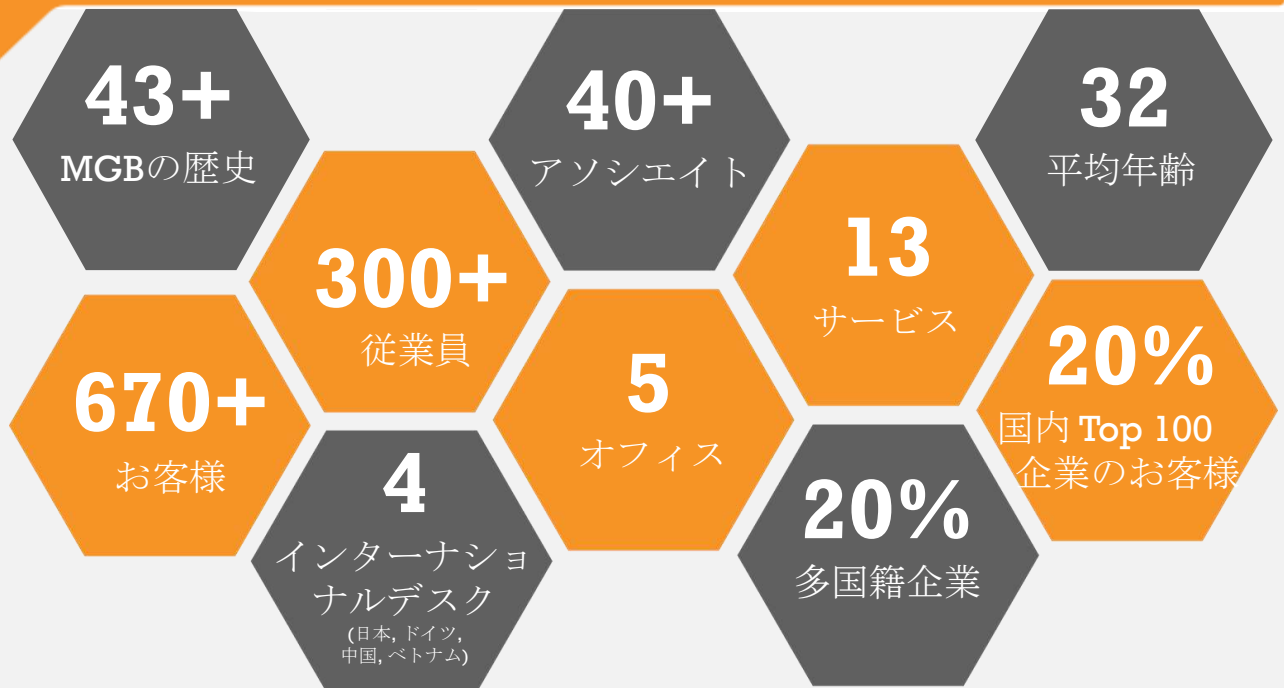 43+
MGBの歴史
40+
アソシエイト
32
平均年齢
300+
従業員
13
サービス
670+
お客様
5
オフィス
20%
国内 Top 100
企業のお客様
4
インターナショ
ナルデスク
(日本, ドイツ,
中国, ベトナム)
20%
多国籍企業